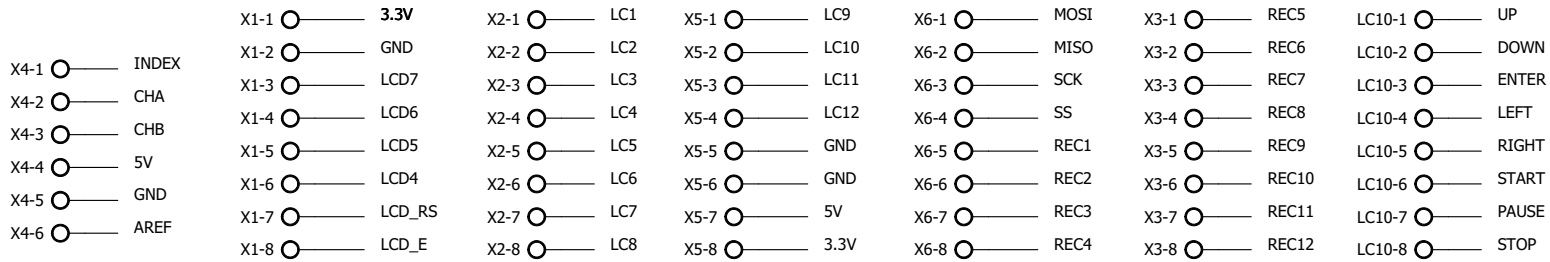 X4-1 INDEX
X4-2 CHA
X4-3 CHB
X4-4 5V
X4-5 GND
X4-6 AREF
X1-1 3.3V
X1-2 GND
X1-3 LCD7
X1-4 LCD6
X1-5 LCD5
X1-6 LCD4
X1-7 LCD_RS
X1-8 LCD_E
X2-1 LC1
X2-2 LC2
X2-3 LC3
X2-4 LC4
X2-5 LC5
X2-6 LC6
X2-7 LC7
X2-8 LC8
X5-1 LC9
X5-2 LC10
X5-3 LC11
X5-4 LC12
X5-5 GND
X5-6 GND
X5-7 5V
X5-8 3.3V
X6-1 MOSI
X6-2 MISO
X6-3 SCK
X6-4 SS
X6-5 REC1
X6-6 REC2
X6-7 REC3
X6-8 REC4
X3-1 REC5
X3-2 REC6
X3-3 REC7
X3-4 REC8
X3-5 REC9
X3-6 REC10
X3-7 REC11
X3-8 REC12
LC10-1 UP
LC10-2 DOWN
LC10-3 ENTER
LC10-4 LEFT
LC10-5 RIGHT
LC10-6 START
LC10-7 PAUSE
LC10-8 STOP